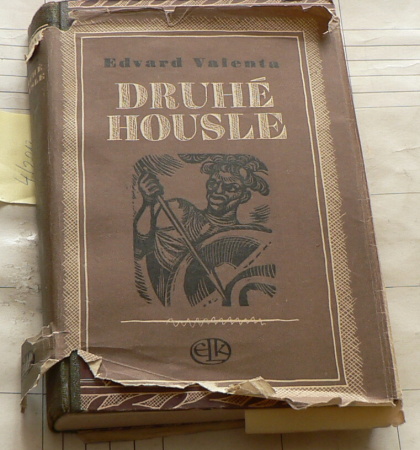 Edvard Valenta
DRUHÉ
HOUSLE
ELK